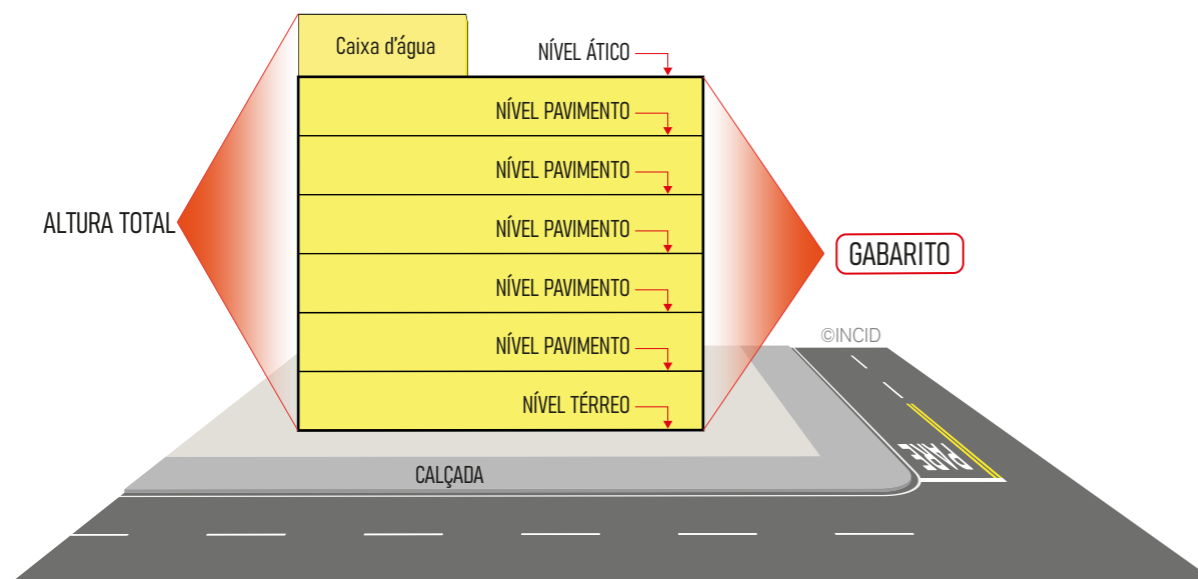 Caixa d'água
NÍVEL ÁTICO
NÍVEL PAVIMENTO
NÍVEL PAVIMENTO
NÍVEL PAVIMENTO
NÍVEL PAVIMENTO
NÍVEL PAVIMENTO
NÍVEL TÉRREO
ALTURA TOTAL
GABARITO
©INCID
PARE
CALÇADA